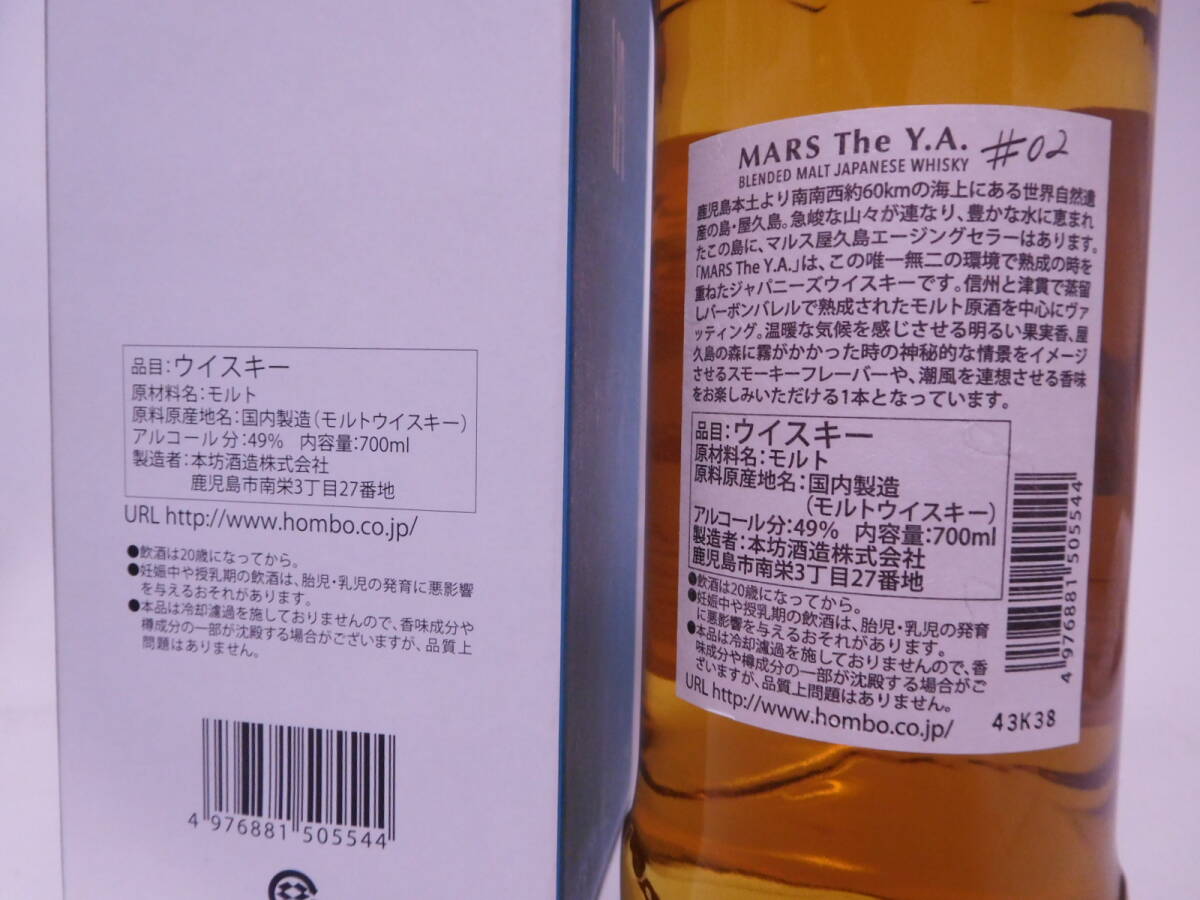 品目：ウイスキー
原材料名：モルト
原料原産地名：国内製造（モルトウイスキー）
アルコール分：49%　内容量：700ml
製造者：本坊酒造株式会社
鹿児島市南栄3丁目27番地
URL http://www.hombo.co.jp/
●飲酒は20歳になってから。
●妊娠中や授乳期の飲酒は、胎児・乳児の発育に悪影響
を与えるおそれがあります。
●本品は冷却濾過を施しておりませんので、香味成分や
樽成分の一部が沈殿する場合がございますが、品質上
問題はありません。
4 976881 505544
MARS The Y.A. #02
BLENDED MALT JAPANESE WHISKY
鹿児島本土より南南西約60kmの海上にある世界自然遺
産の島・屋久島。急峻な山々が連なり、豊かな水に恵まれ
たこの島に、マルス屋久島エージングセラーはあります。
「MARS The Y.A.」は、この唯一無二の環境で熟成の時を
重ねたジャパニーズウイスキーです。信州と津貫で蒸留
しバーボンバレルで熟成されたモルト原酒を中心にヴァ
ッティング。温暖な気候を感じさせる明るい果実香、屋
久島の森に霧がかかった時の神秘的な情景をイメージ
させるスモーキーフレーバーや、潮風を連想させる香味
をお楽しみいただける1本となっています。
品目：ウイスキー
原材料名：モルト
原料原産地名：国内製造
（モルトウイスキー）
アルコール分：49%　内容量：700ml
製造者：本坊酒造株式会社
鹿児島市南栄3丁目27番地
●飲酒は20歳になってから。
●妊娠中や授乳期の飲酒は、胎児・乳児の発育
に悪影響を与えるおそれがあります。
●本品は冷却濾過を施しておりませんので、香
味成分や樽成分の一部が沈殿する場合がご
ざいますが、品質上問題はありません。
URL http://www.hombo.co.jp/
43K38
4 976881 505544